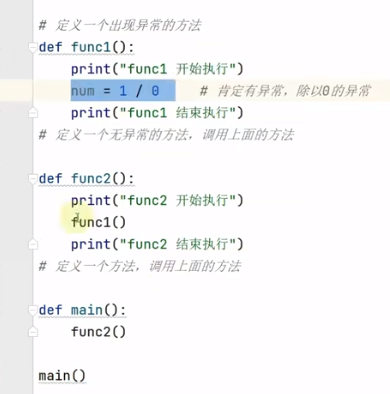 # 定义一个出现异常的方法
def func1():
    print("func1 开始执行")
    num = 1 / 0   # 肯定有异常，除以0的异常
    print("func1 结束执行")
# 定义一个无异常的方法，调用上面的方法
def func2():
    print("func2 开始执行")
    func1()
    print("func2 结束执行")
# 定义一个方法，调用上面的方法
def main():
    func2()
main()